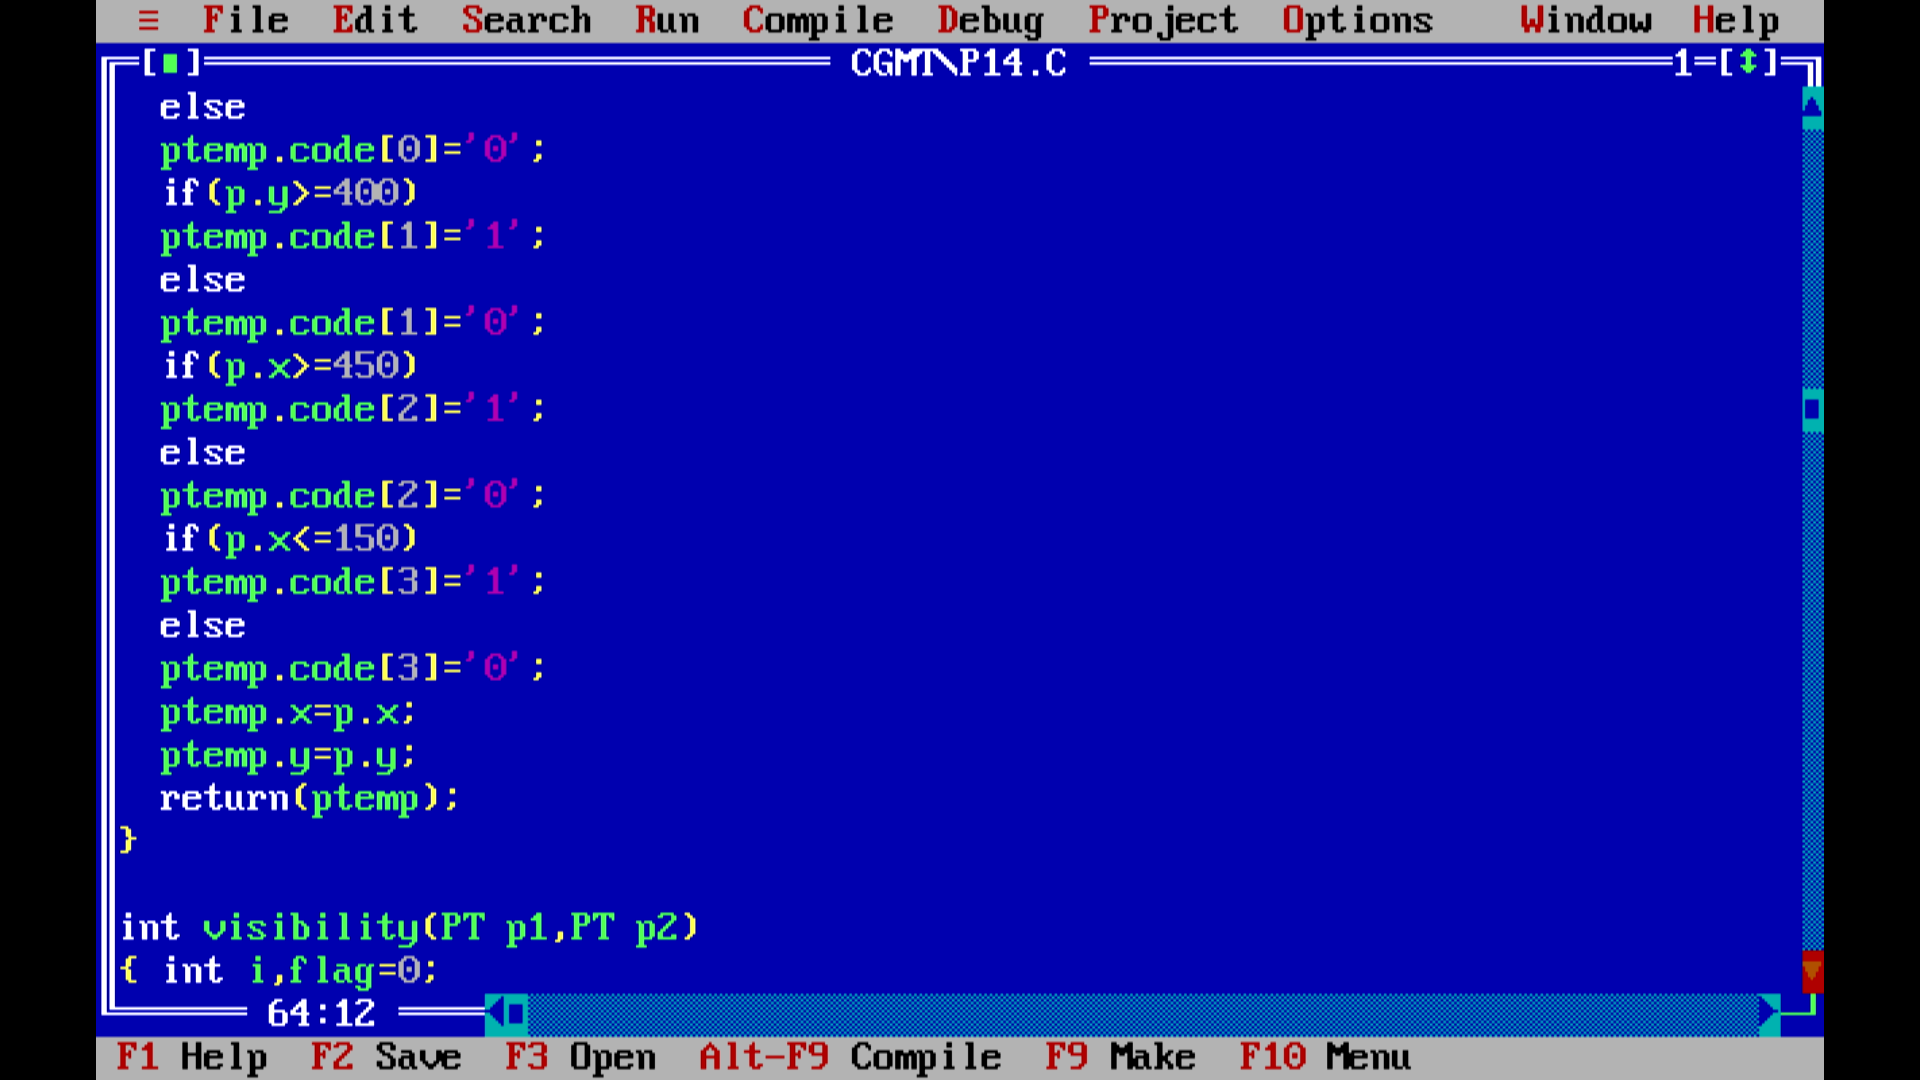 ≡ File Edit Search Run Compile Debug Project Options Window Help
[■] CGMT\P14.C 1=[↕]
else
ptemp.code[0]='0';
if(p.y>=400)
ptemp.code[1]='1';
else
ptemp.code[1]='0';
if(p.x>=450)
ptemp.code[2]='1';
else
ptemp.code[2]='0';
if(p.x<=150)
ptemp.code[3]='1';
else
ptemp.code[3]='0';
ptemp.x=p.x;
ptemp.y=p.y;
return(ptemp);
}
int visibility(PT p1,PT p2)
{ int i,flag=0;
64:12
F1 Help F2 Save F3 Open Alt-F9 Compile F9 Make F10 Menu